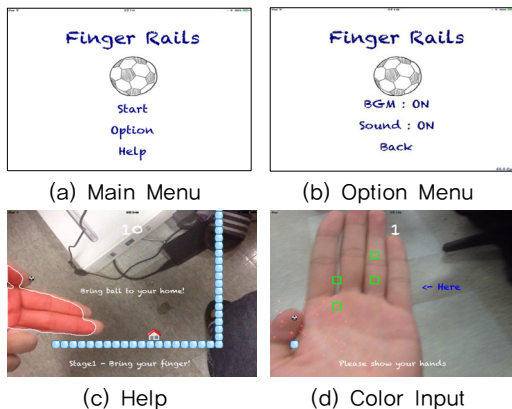 Finger Rails
Start
Option
Help
(a) Main Menu
Finger Rails
BGM : ON
Sound : ON
Back
(b) Option Menu
10
Bring ball to your home!
Stage1 - Bring your finger!
(c) Help
1
<- Here
Please show your hands
(d) Color Input